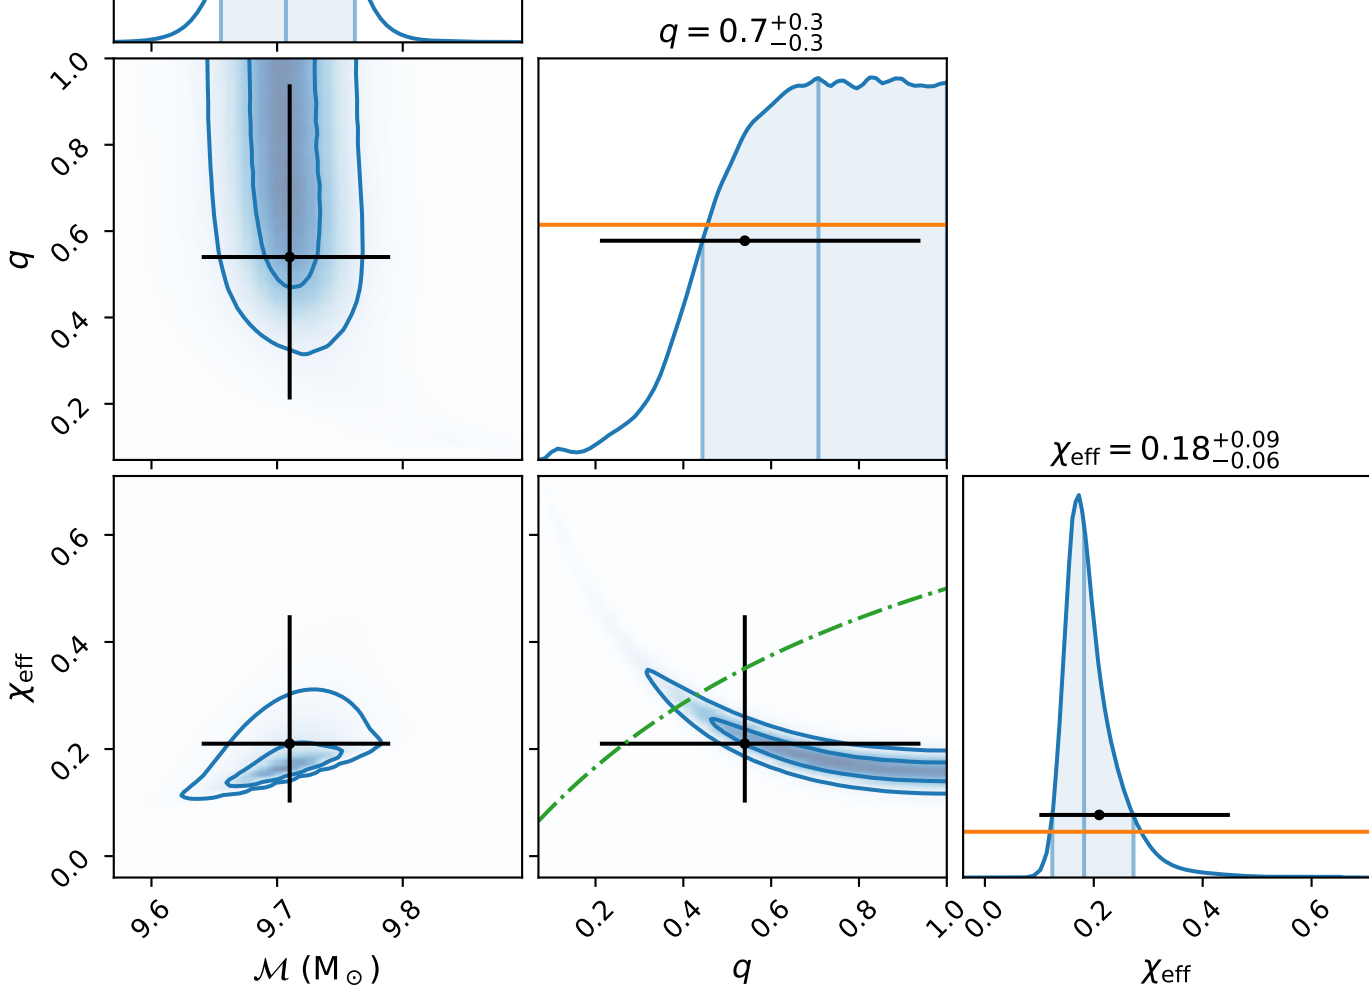 q = 0.7^{+0.3}_{-0.3}
1.0
0.8
0.6
0.4
0.2
q
χ_eff = 0.18^{+0.09}_{-0.06}
0.6
0.4
0.2
0.0
χ_eff
9.6 9.7 9.8
0.2 0.4 0.6 0.8 1.0
0.0 0.2 0.4 0.6
ℳ (M_⊙)
q
χ_eff